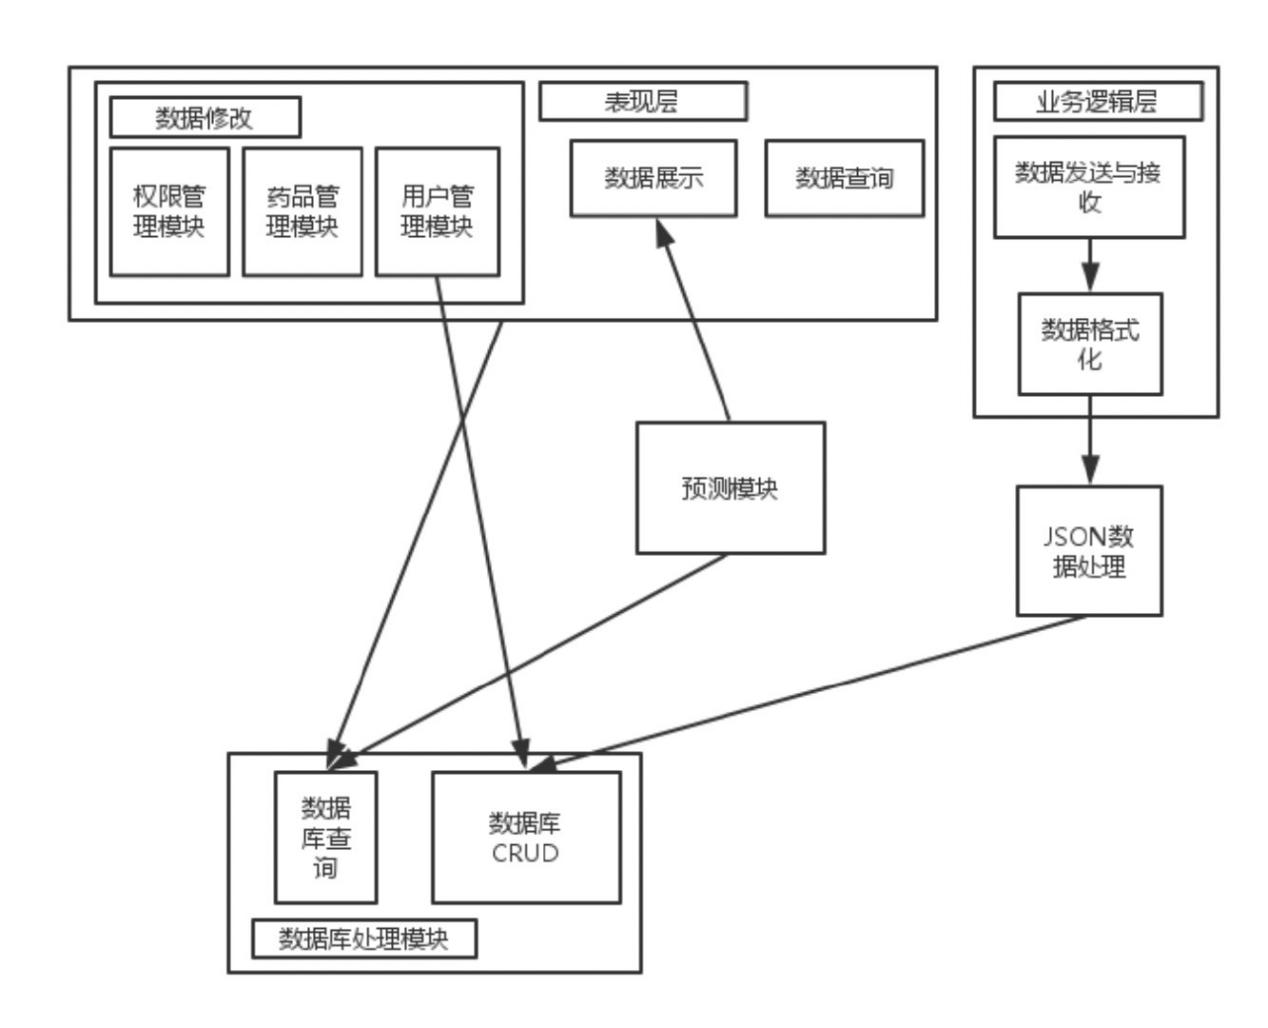 数据修改
表现层
业务逻辑层
权限管
理模块
药品管
理模块
用户管
理模块
数据展示
数据查询
数据发送与接
收
数据格式
化
预测模块
JSON数
据处理
数据
库查
询
数据库
CRUD
数据库处理模块